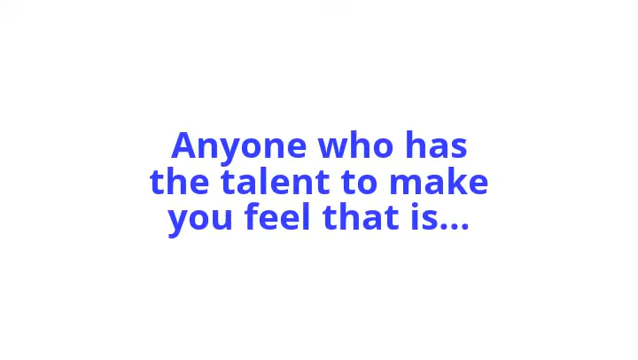 Anyone who has
the talent to make
you feel that is...